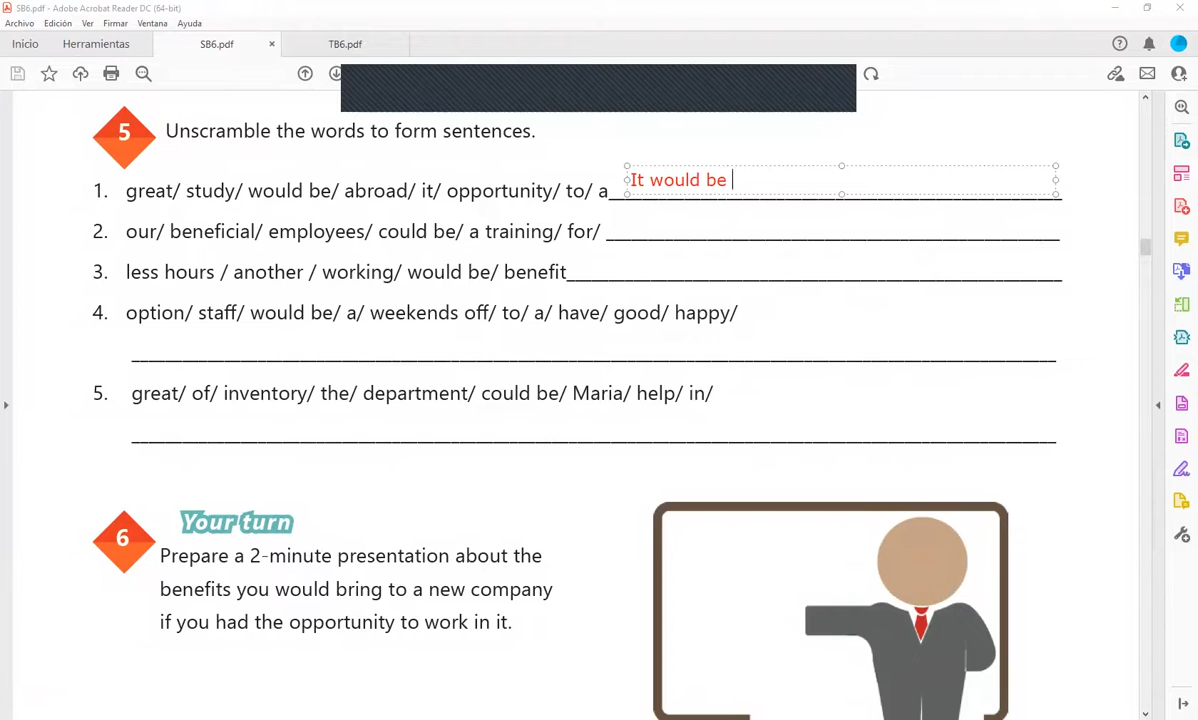 SB6.pdf - Adobe Acrobat Reader DC (64-bit)
Archivo Edición Ver Firmar Ventana Ayuda
Inicio Herramientas SB6.pdf × TB6.pdf
5 Unscramble the words to form sentences.
It would be
1. great/ study/ would be/ abroad/ it/ opportunity/ to/ a
2. our/ beneficial/ employees/ could be/ a training/ for/
3. less hours / another / working/ would be/ benefit
4. option/ staff/ would be/ a/ weekends off/ to/ a/ have/ good/ happy/
5. great/ of/ inventory/ the/ department/ could be/ Maria/ help/ in/
6 Your turn
Prepare a 2-minute presentation about the
benefits you would bring to a new company
if you had the opportunity to work in it.